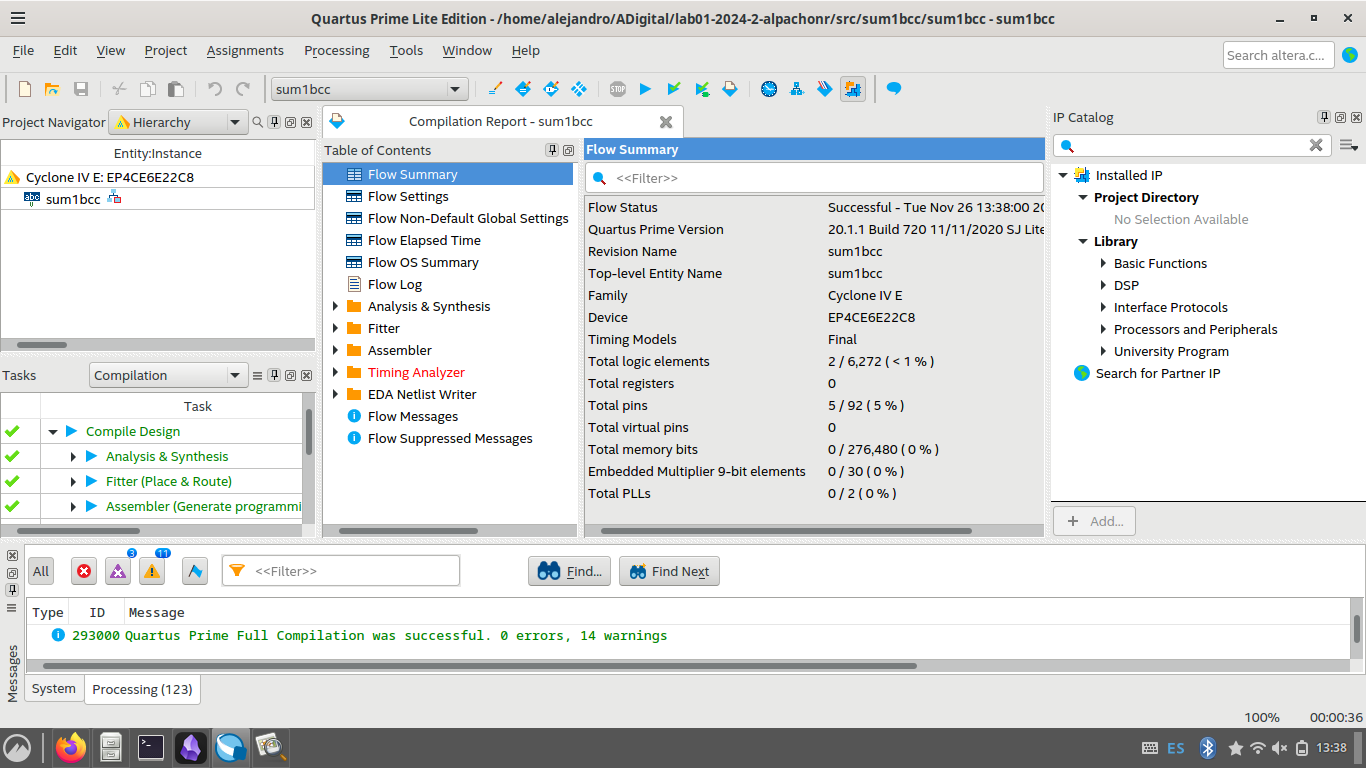 Quartus Prime Lite Edition - /home/alejandro/ADigital/lab01-2024-2-alpachonr/src/sum1bcc/sum1bcc - sum1bcc
File Edit View Project Assignments Processing Tools Window Help
Search altera.c...
sum1bcc
STOP
Project Navigator
Hierarchy
Entity:Instance
Cyclone IV E: EP4CE6E22C8
abc
sum1bcc
Tasks
Compilation
Task
Compile Design
Analysis & Synthesis
Fitter (Place & Route)
Assembler (Generate programmi
Compilation Report - sum1bcc
Table of Contents
Flow Summary
Flow Settings
Flow Non-Default Global Settings
Flow Elapsed Time
Flow OS Summary
Flow Log
Analysis & Synthesis
Fitter
Assembler
Timing Analyzer
EDA Netlist Writer
Flow Messages
Flow Suppressed Messages
Flow Summary
<<Filter>>
Flow Status Successful - Tue Nov 26 13:38:00 20
Quartus Prime Version 20.1.1 Build 720 11/11/2020 SJ Lite
Revision Name sum1bcc
Top-level Entity Name sum1bcc
Family Cyclone IV E
Device EP4CE6E22C8
Timing Models Final
Total logic elements 2 / 6,272 ( < 1 % )
Total registers 0
Total pins 5 / 92 ( 5 % )
Total virtual pins 0
Total memory bits 0 / 276,480 ( 0 % )
Embedded Multiplier 9-bit elements 0 / 30 ( 0 % )
Total PLLs 0 / 2 ( 0 % )
IP Catalog
Installed IP
Project Directory
No Selection Available
Library
Basic Functions
DSP
Interface Protocols
Processors and Peripherals
University Program
Search for Partner IP
+ Add...
All
3
11
<<Filter>>
Find...
Find Next
Type ID Message
293000 Quartus Prime Full Compilation was successful. 0 errors, 14 warnings
Messages
System
Processing (123)
100% 00:00:36
ES
13:38